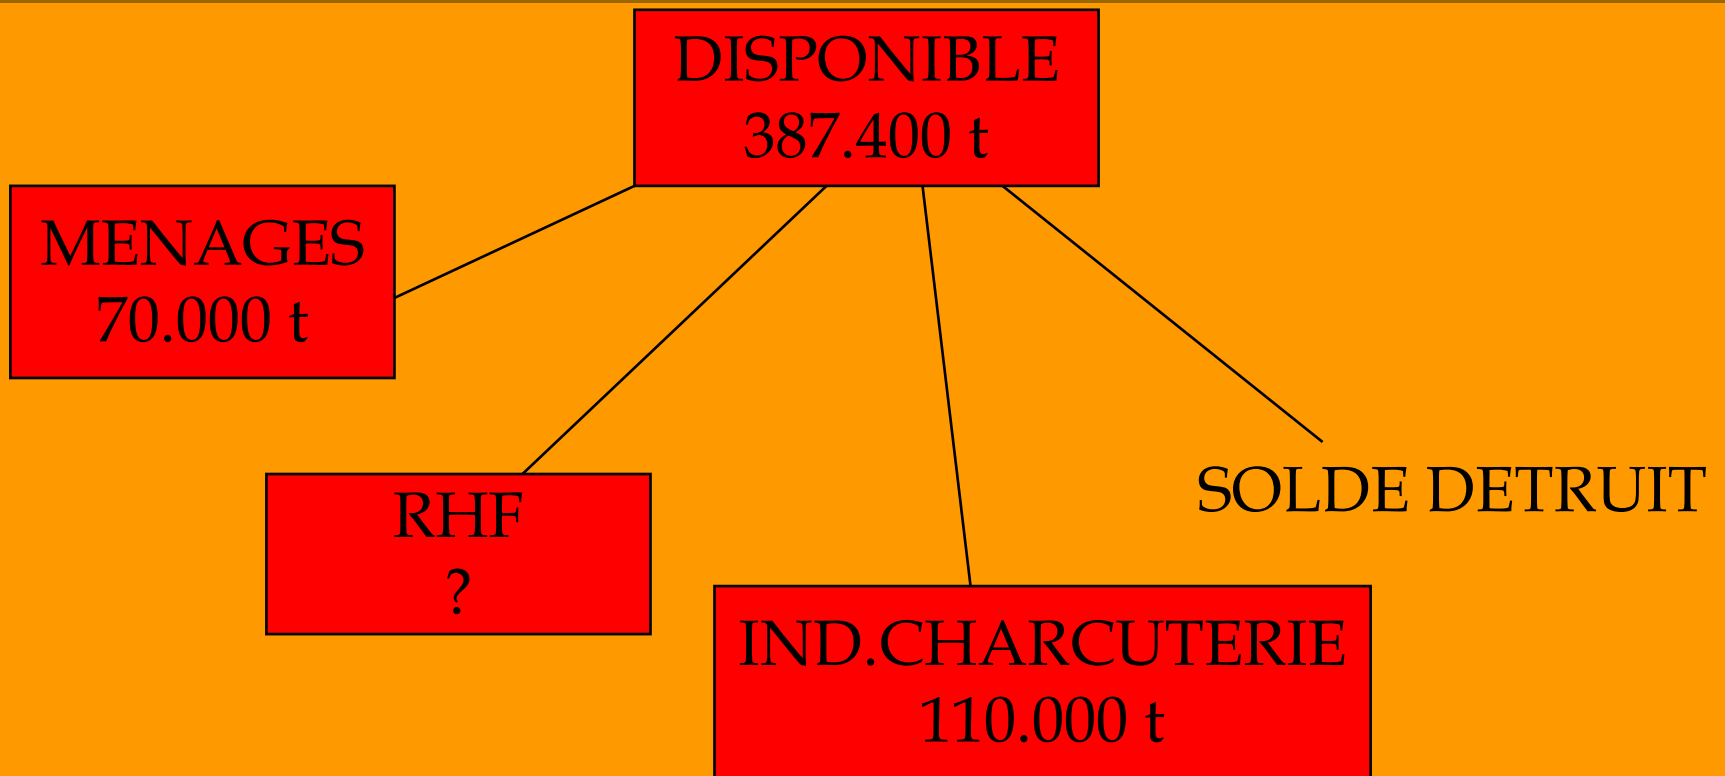 DISPONIBLE
387.400 t
MENAGES
70.000 t
RHF
?
SOLDE DETRUIT
IND.CHARCUTERIE
110.000 t